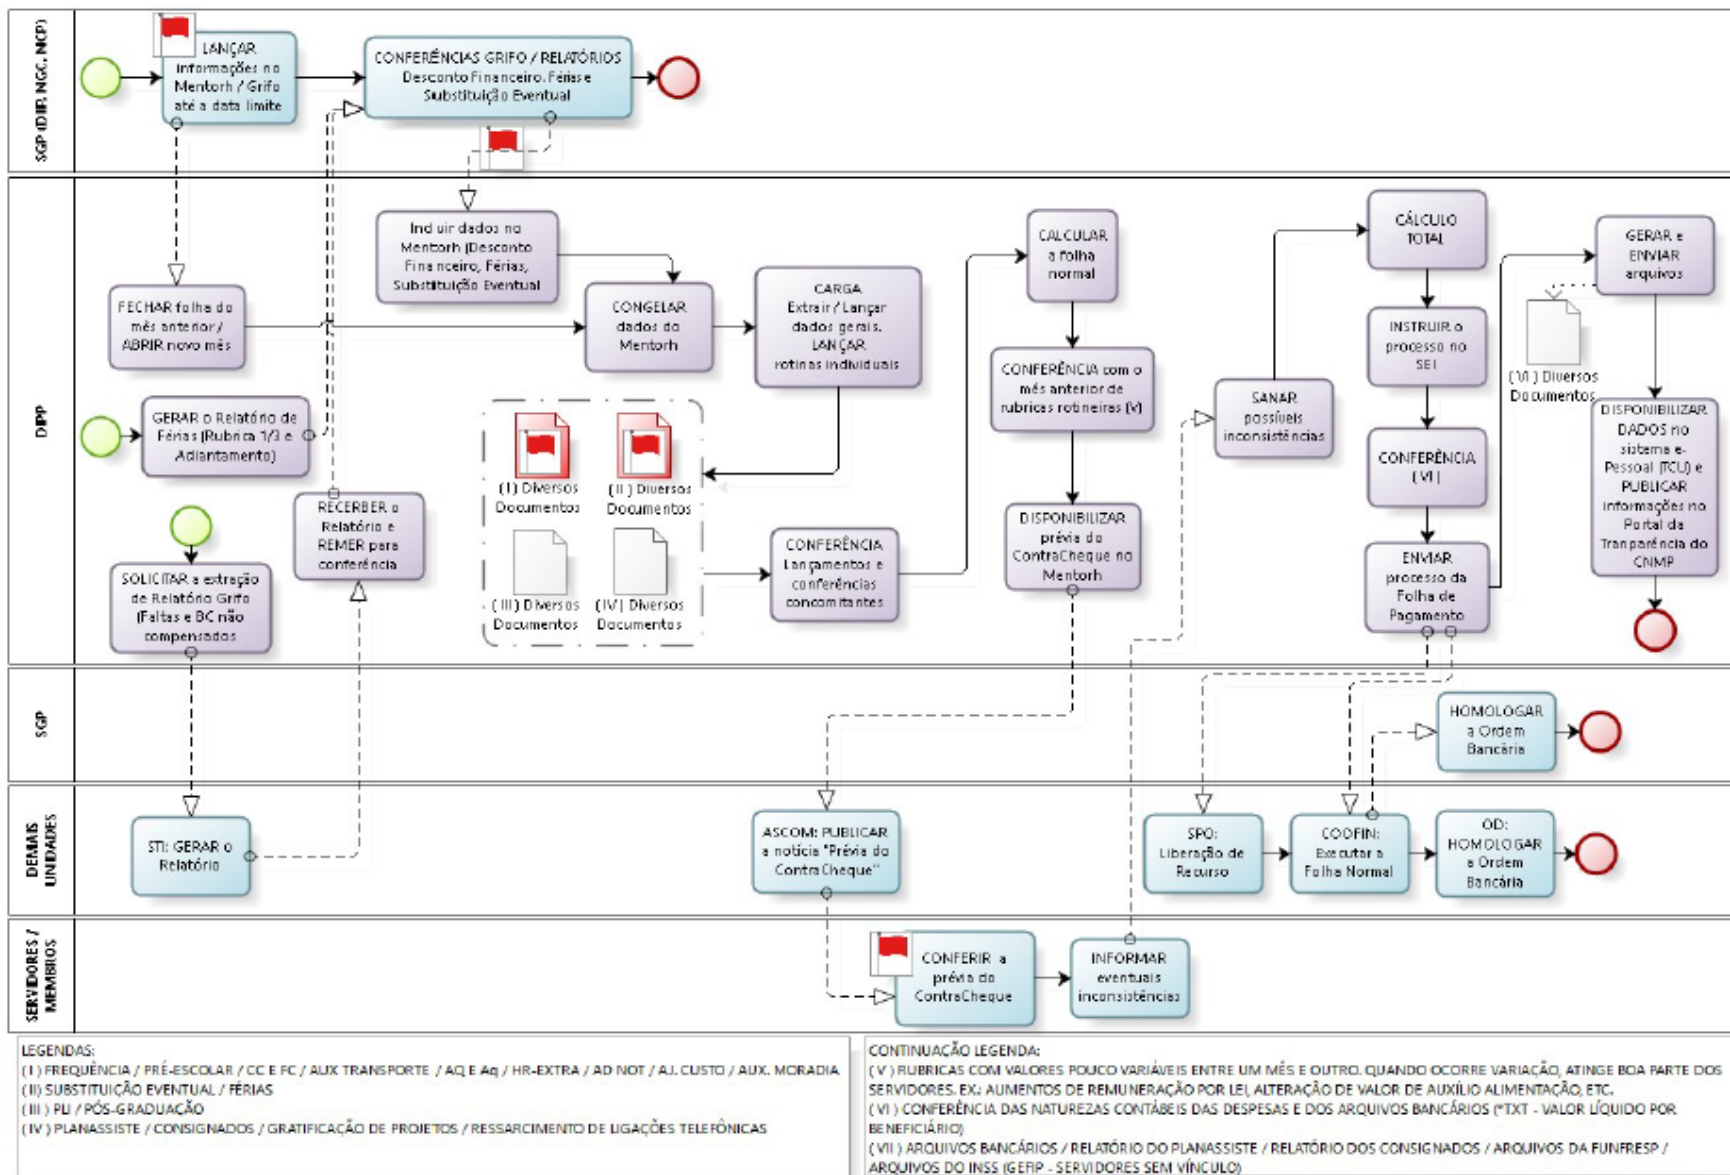 SGP (DIIP, NGC, NCP)
LANÇAR
informações no
Mentorh / Grifo
até a data limite
CONFERÊNCIAS GRIFO / RELATÓRIOS
Desconto Financeiro, Férias e
Substituição Eventual
DIPP
FECHAR folha do
mês anterior /
ABRIR novo mês
GERAR o Relatório de
Férias (Rubrica 1/3 e
Adiantamento)
SOLICITAR a extração
de Relatório Grifo
(Faltas e BC não
compensados
RECERBER o
Relatório e
REMER para
conferência
Incluir dados no
Mentorh (Desconto
Financeiro, Férias,
Substituição Eventual
CONGELAR
dados do
Mentorh
CARGA
Extrair / Lançar
dados gerais.
LANÇAR
rotinas individuais
( I ) Diversos
Documentos
( II ) Diversos
Documentos
( III ) Diversos
Documentos
(IV ) Diversos
Documentos
CONFERÊNCIA
Lançamentos e
conferências
concomitantes
CALCULAR
a folha
normal
CONFERÊNCIA com o
mês anterior de
rubricas rotineiras (V)
DISPONIBILIZAR
prévia do
ContraCheque no
Mentorh
SANAR
possíveis
inconsistências
CÁLCULO
TOTAL
INSTRUIR o
processo no
SEI
CONFERÊNCIA
( VI )
ENVIAR
processo da
Folha de
Pagamento
GERAR e
ENVIAR
arquivos
( VI ) Diversos
Documentos
DISPONIBILIZAR
DADOS no
sistema e-
Pessoal (TCU) e
PUBLICAR
informações no
Portal da
Tranparência do
CNMP
SGP
HOMOLOGAR
a Ordem
Bancária
DEMAIS
UNIDADES
STI: GERAR o
Relatório
ASCOM: PUBLICAR
a notícia "Prévia do
ContraCheque"
SPO:
Liberação de
Recurso
COOFIN:
Executar a
Folha Normal
OD:
HOMOLOGAR
a Ordem
Bancária
SERVIDORES /
MEMBROS
CONFERIR a
prévia do
ContraCheque
INFORMAR
eventuais
inconsistências
LEGENDAS:
( I ) FREQUÊNCIA / PRÉ-ESCOLAR / CC E FC / AUX TRANSPORTE / AQ E Aq / HR-EXTRA / AD NOT / AJ. CUSTO / AUX. MORADIA
(II) SUBSTITUIÇÃO EVENTUAL / FÉRIAS
( III ) PLI / PÓS-GRADUAÇÃO
( IV ) PLANASSISTE / CONSIGNADOS / GRATIFICAÇÃO DE PROJETOS / RESSARCIMENTO DE LIGAÇÕES TELEFÔNICAS
CONTINUAÇÃO LEGENDA:
( V ) RUBRICAS COM VALORES POUCO VARIÁVEIS ENTRE UM MÊS E OUTRO. QUANDO OCORRE VARIAÇÃO, ATINGE BOA PARTE DOS
SERVIDORES. EX.: AUMENTOS DE REMUNERAÇÃO POR LEI, ALTERAÇÃO DE VALOR DE AUXÍLIO ALIMENTAÇÃO, ETC.
( VI ) CONFERÊNCIA DAS NATUREZAS CONTÁBEIS DAS DESPESAS E DOS ARQUIVOS BANCÁRIOS (*TXT - VALOR LÍQUIDO POR
BENEFICIÁRIO)
( VII ) ARQUIVOS BANCÁRIOS / RELATÓRIO DO PLANASSISTE / RELATÓRIO DOS CONSIGNADOS / ARQUIVOS DA FUNFRESP /
ARQUIVOS DO INSS (GEFIP - SERVIDORES SEM VÍNCULO)